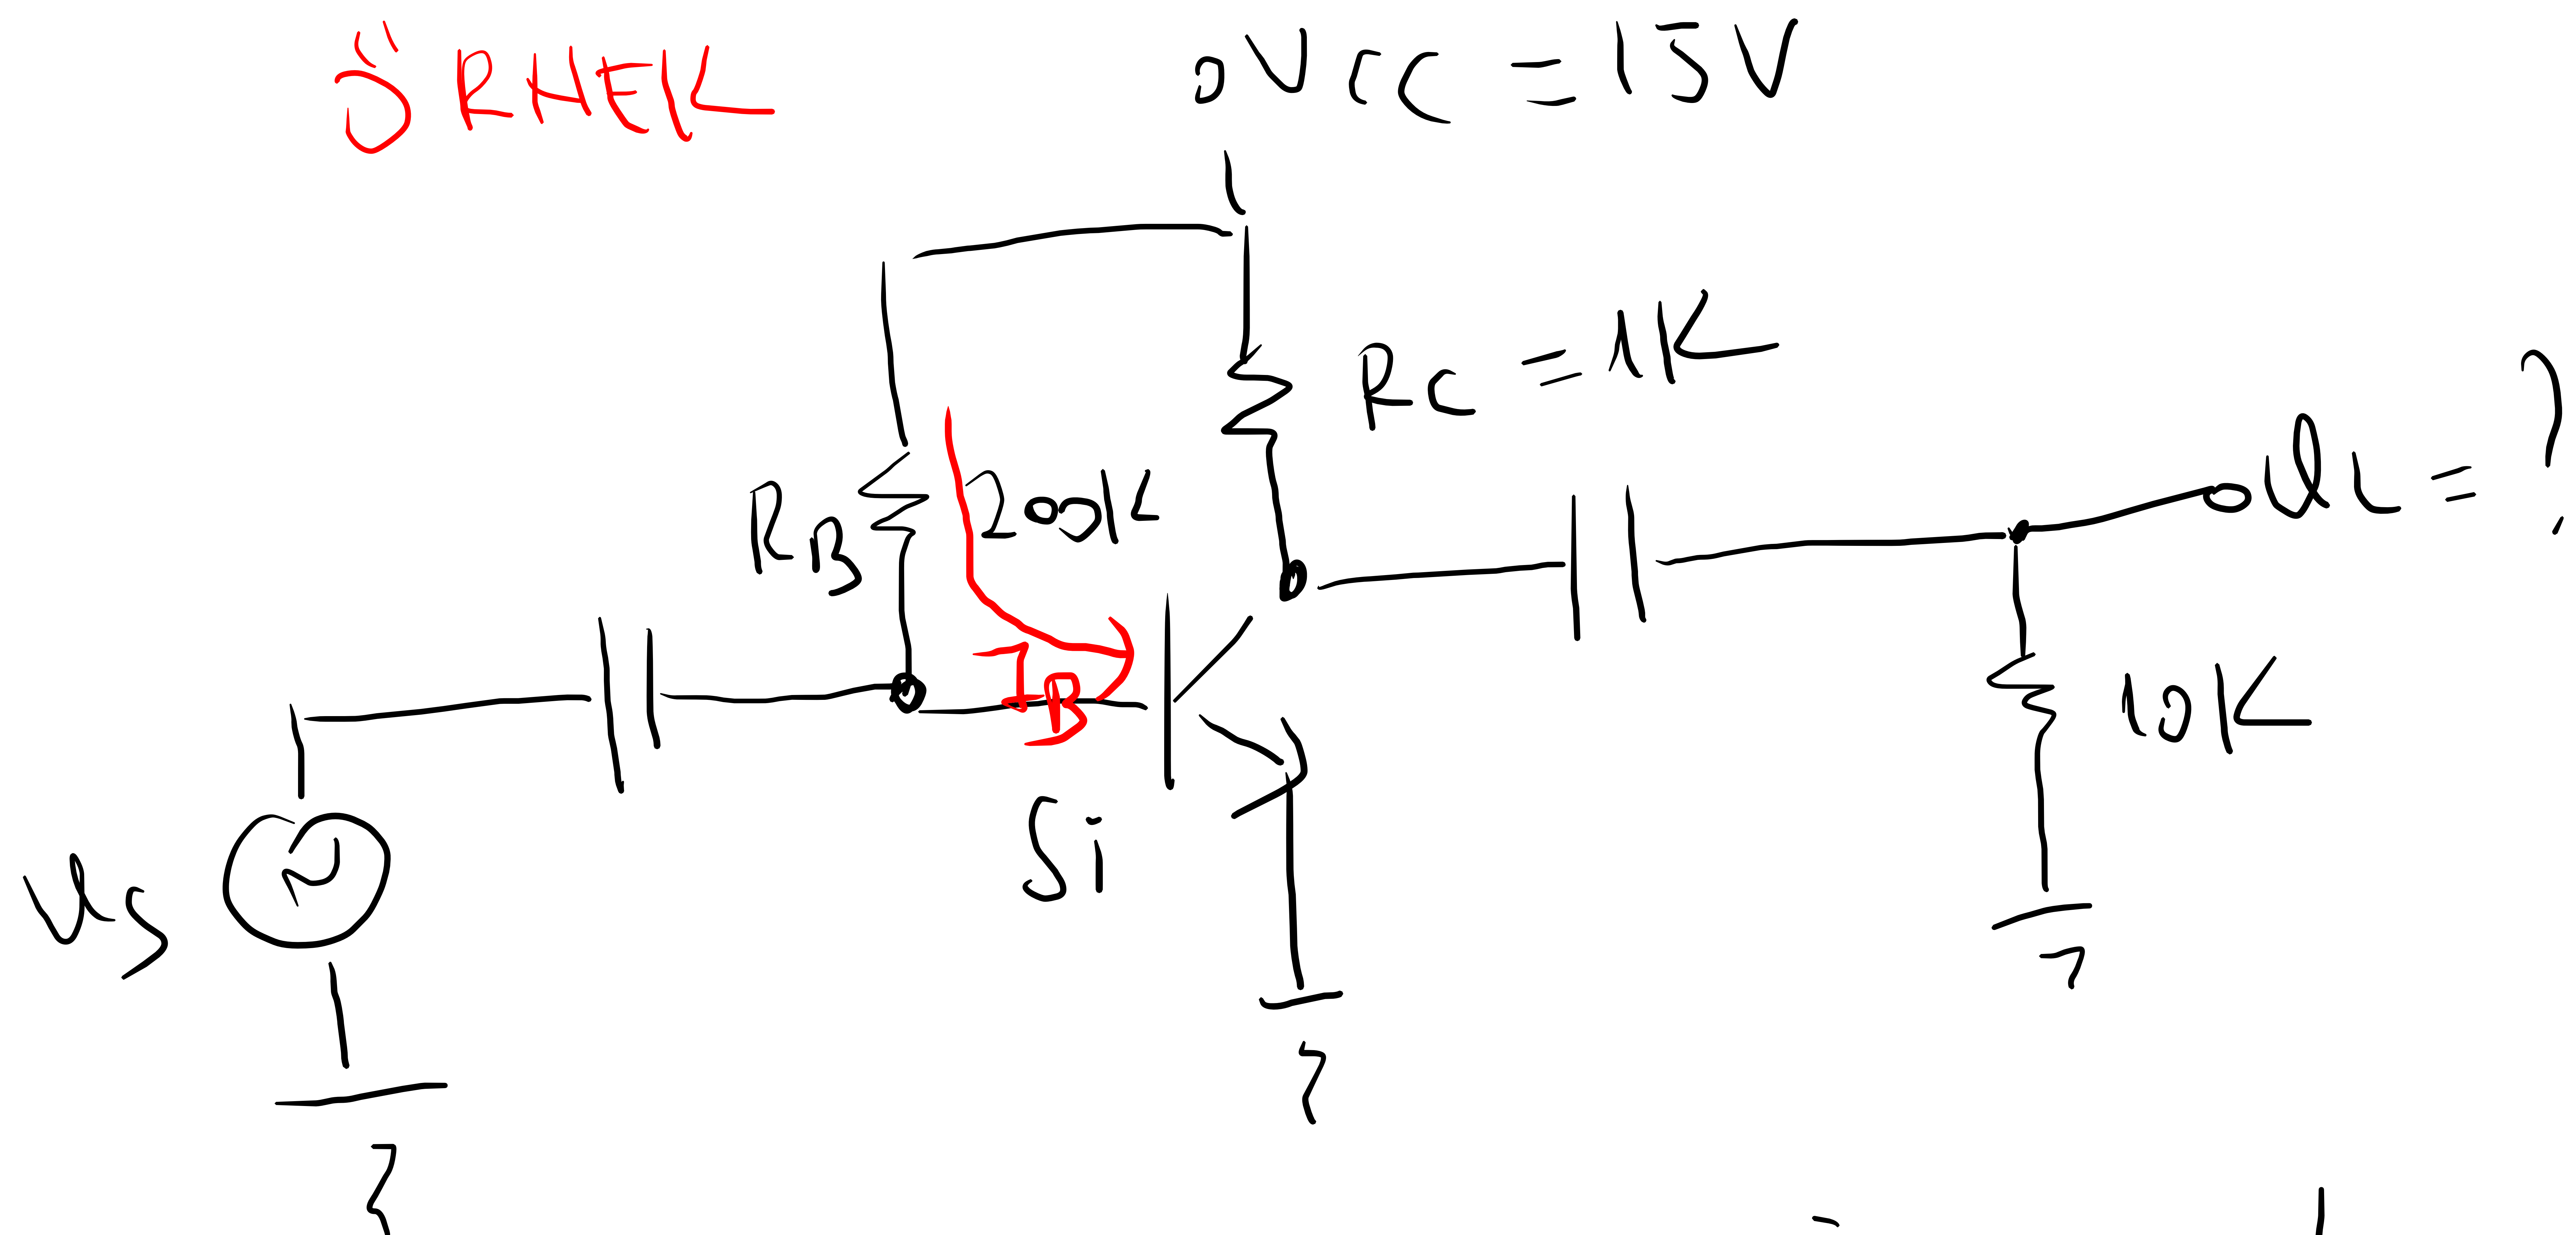 ÖRNEK
VCC = 15V
RC = 1K
RB 200K
UL = ?
IB
10K
Si
US